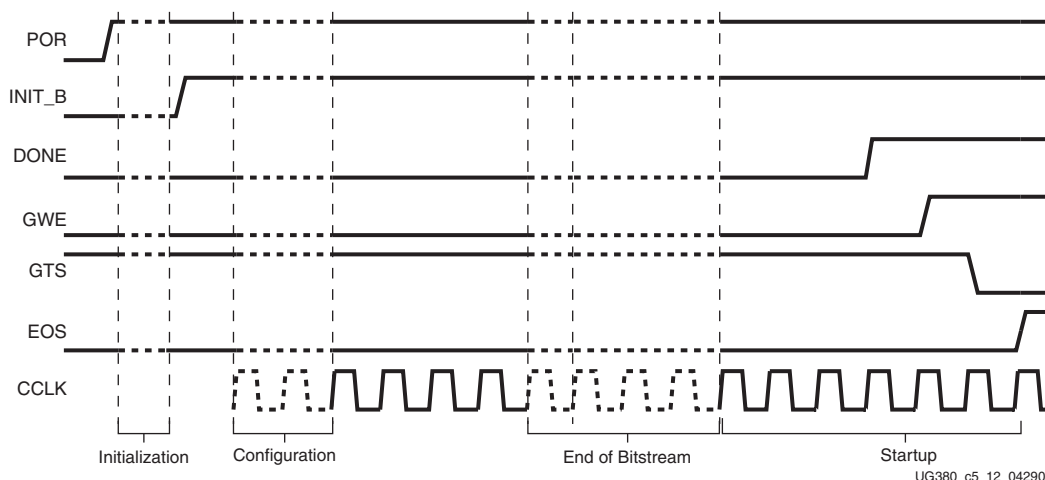 POR
INIT_B
DONE
GWE
GTS
EOS
CCLK
Initialization
Configuration
End of Bitstream
Startup
UG380_c5_12_04290